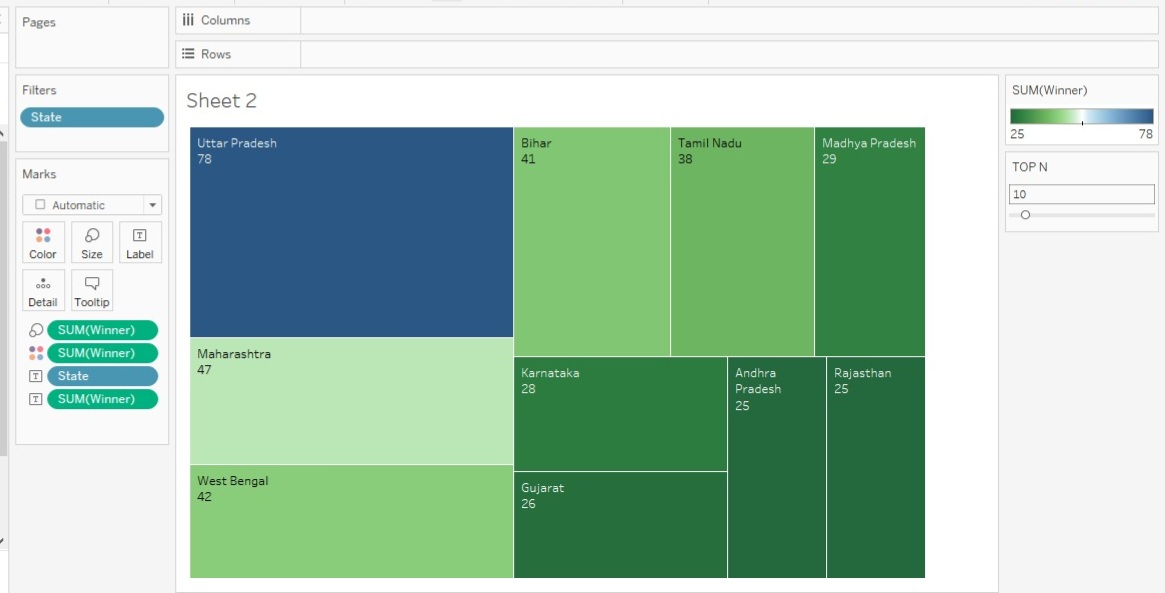 Pages
Columns
Rows
Filters
State
Marks
Automatic
Color
Size
Label
Detail
Tooltip
SUM(Winner)
SUM(Winner)
State
SUM(Winner)
Sheet 2
Uttar Pradesh
78
Bihar
41
Tamil Nadu
38
Madhya Pradesh
29
Maharashtra
47
Karnataka
28
Andhra
Pradesh
25
Rajasthan
25
West Bengal
42
Gujarat
26
SUM(Winner)
25 78
TOP N
10